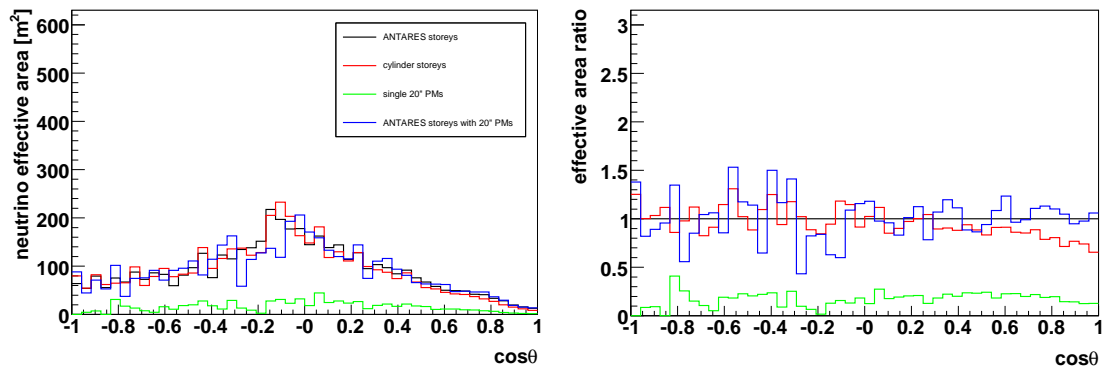 neutrino effective area [m²]
600
500
400
300
200
100
0
ANTARES storeys
cylinder storeys
single 20" PMs
ANTARES storeys with 20" PMs
-1 -0.8 -0.6 -0.4 -0.2 -0 0.2 0.4 0.6 0.8 1
cosθ
effective area ratio
3
2.5
2
1.5
1
0.5
0
-1 -0.8 -0.6 -0.4 -0.2 -0 0.2 0.4 0.6 0.8 1
cosθ